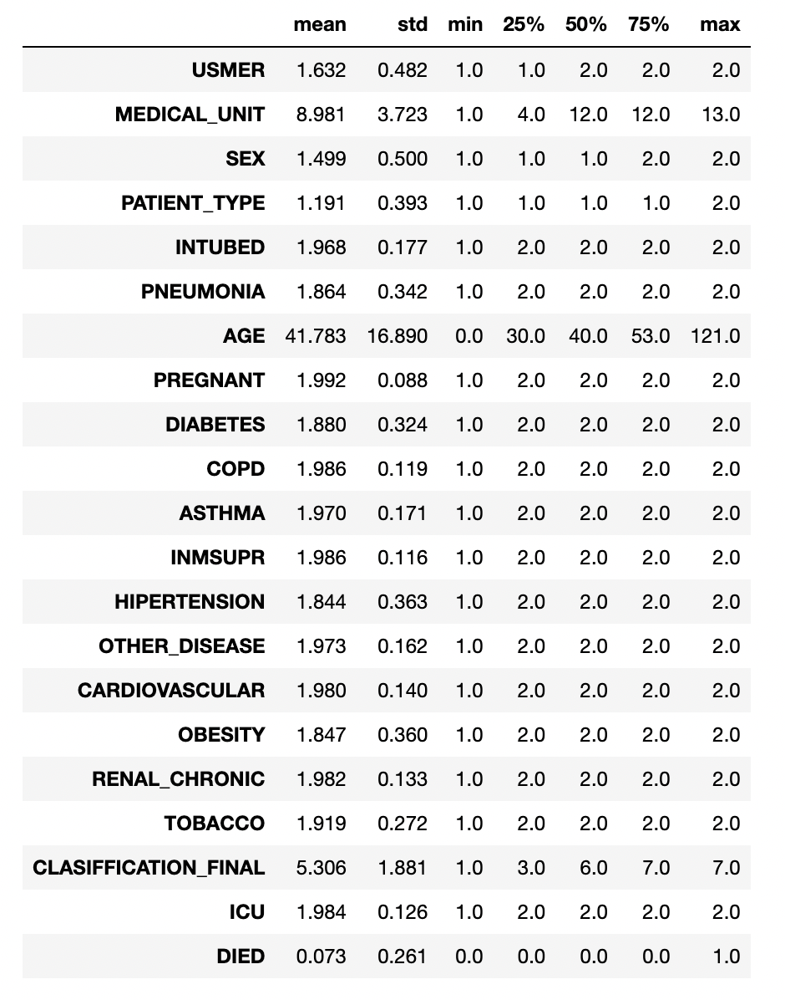 mean std min 25% 50% 75% max
USMER 1.632 0.482 1.0 1.0 2.0 2.0 2.0
MEDICAL_UNIT 8.981 3.723 1.0 4.0 12.0 12.0 13.0
SEX 1.499 0.500 1.0 1.0 1.0 2.0 2.0
PATIENT_TYPE 1.191 0.393 1.0 1.0 1.0 1.0 2.0
INTUBED 1.968 0.177 1.0 2.0 2.0 2.0 2.0
PNEUMONIA 1.864 0.342 1.0 2.0 2.0 2.0 2.0
AGE 41.783 16.890 0.0 30.0 40.0 53.0 121.0
PREGNANT 1.992 0.088 1.0 2.0 2.0 2.0 2.0
DIABETES 1.880 0.324 1.0 2.0 2.0 2.0 2.0
COPD 1.986 0.119 1.0 2.0 2.0 2.0 2.0
ASTHMA 1.970 0.171 1.0 2.0 2.0 2.0 2.0
INMSUPR 1.986 0.116 1.0 2.0 2.0 2.0 2.0
HIPERTENSION 1.844 0.363 1.0 2.0 2.0 2.0 2.0
OTHER_DISEASE 1.973 0.162 1.0 2.0 2.0 2.0 2.0
CARDIOVASCULAR 1.980 0.140 1.0 2.0 2.0 2.0 2.0
OBESITY 1.847 0.360 1.0 2.0 2.0 2.0 2.0
RENAL_CHRONIC 1.982 0.133 1.0 2.0 2.0 2.0 2.0
TOBACCO 1.919 0.272 1.0 2.0 2.0 2.0 2.0
CLASIFFICATION_FINAL 5.306 1.881 1.0 3.0 6.0 7.0 7.0
ICU 1.984 0.126 1.0 2.0 2.0 2.0 2.0
DIED 0.073 0.261 0.0 0.0 0.0 0.0 1.0